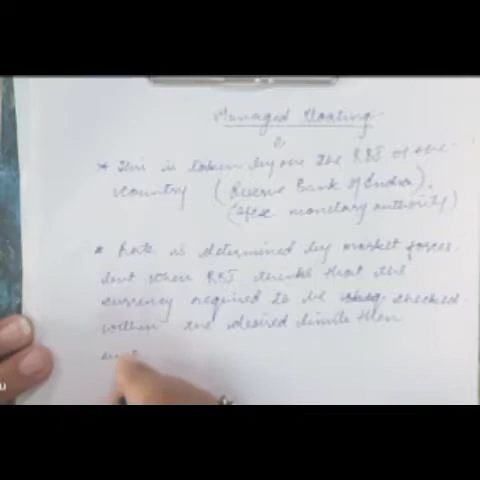 Managed Floating
* This is taken by the RBI of the
country (Reserve Bank of India).
(Apex monetary authority)
* Rate is determined by market forces
but when RBI thinks that the
currency required to be checked
within the desired limits then